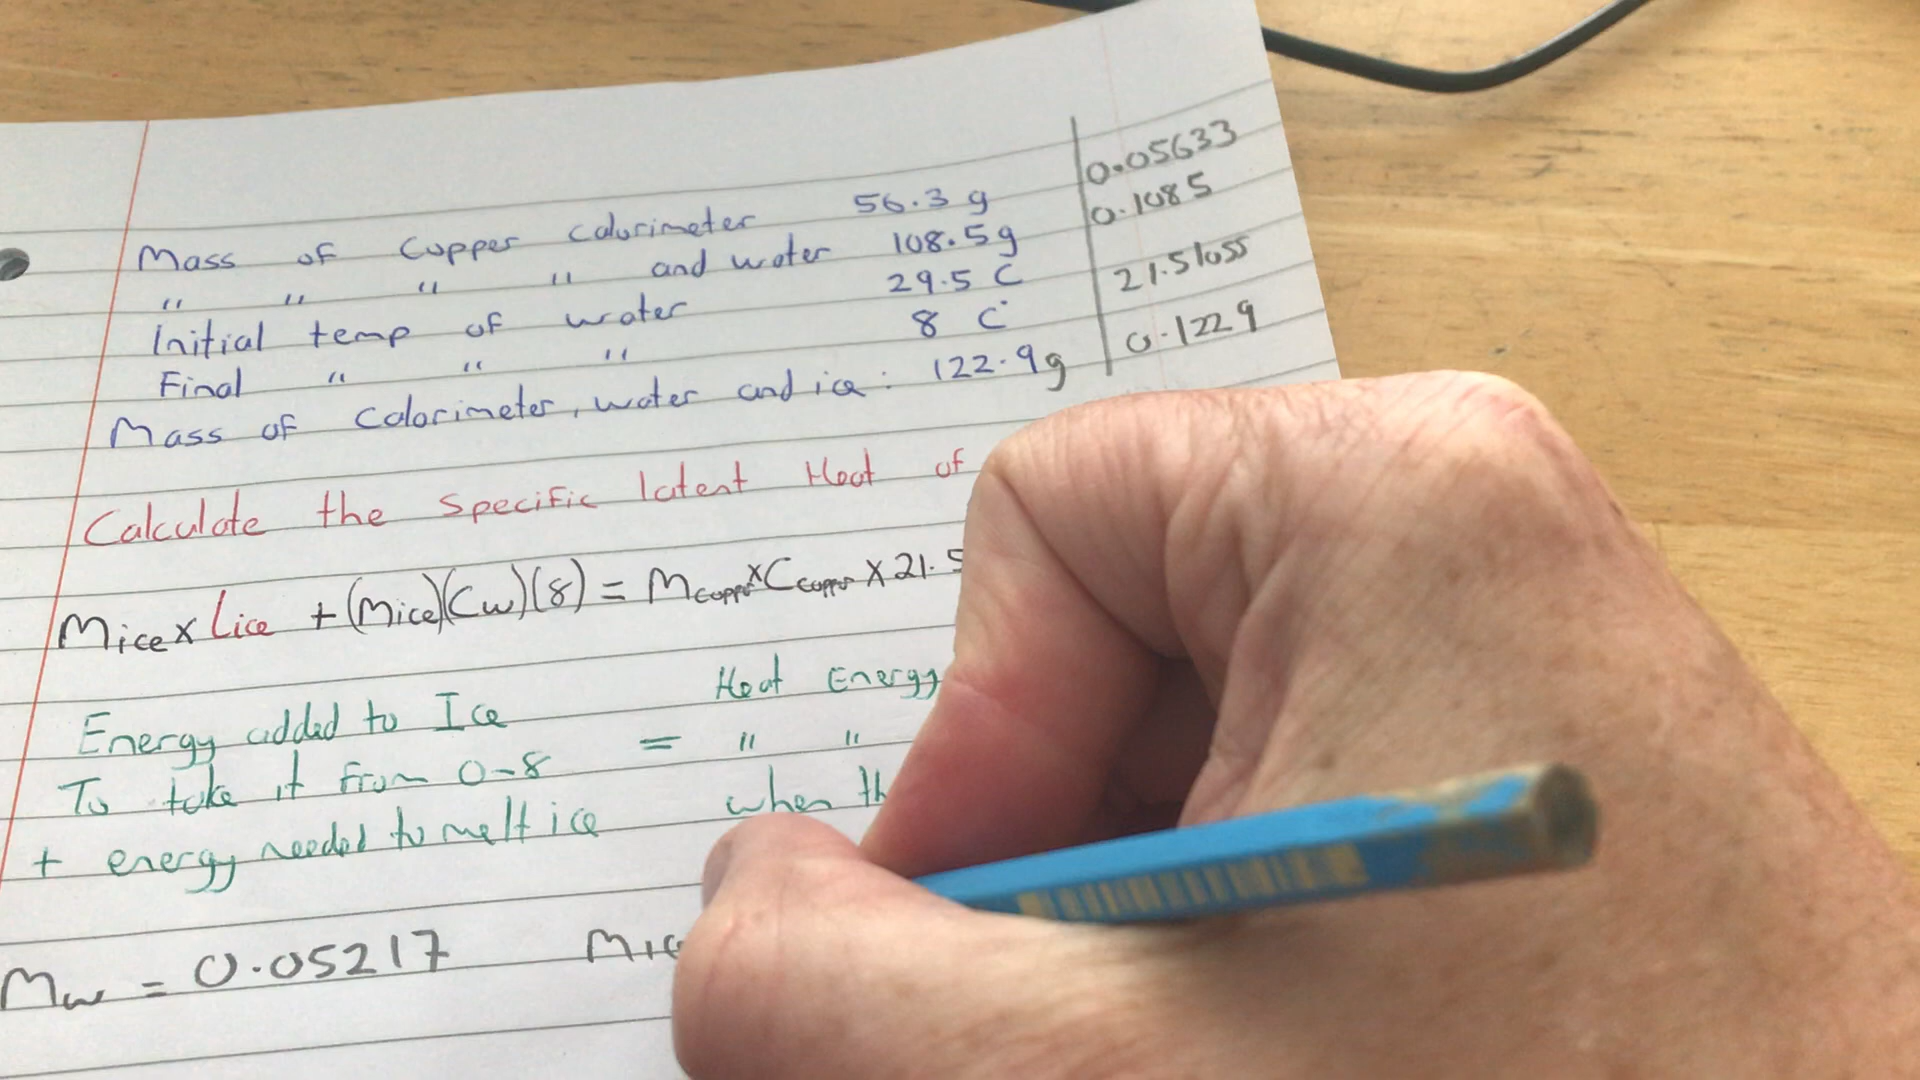 Mass of Copper calorimeter 56.3 g 0.05633
" " " " and water 108.5g 0.1085
Initial temp of water 29.5 C 21.5 loss
Final " " " 8 C°
Mass of Calorimeter, water and ice : 122.9g 0.1229
Calculate the specific latent Heat of
Mice x Lice + (Mice)(Cw)(8) = Mcopper x Ccopper x 21.5
Energy added to Ice Heat Energy
To take it from 0-8 = " "
+ energy needed to melt ice when th
Mw = 0.05217 Mic